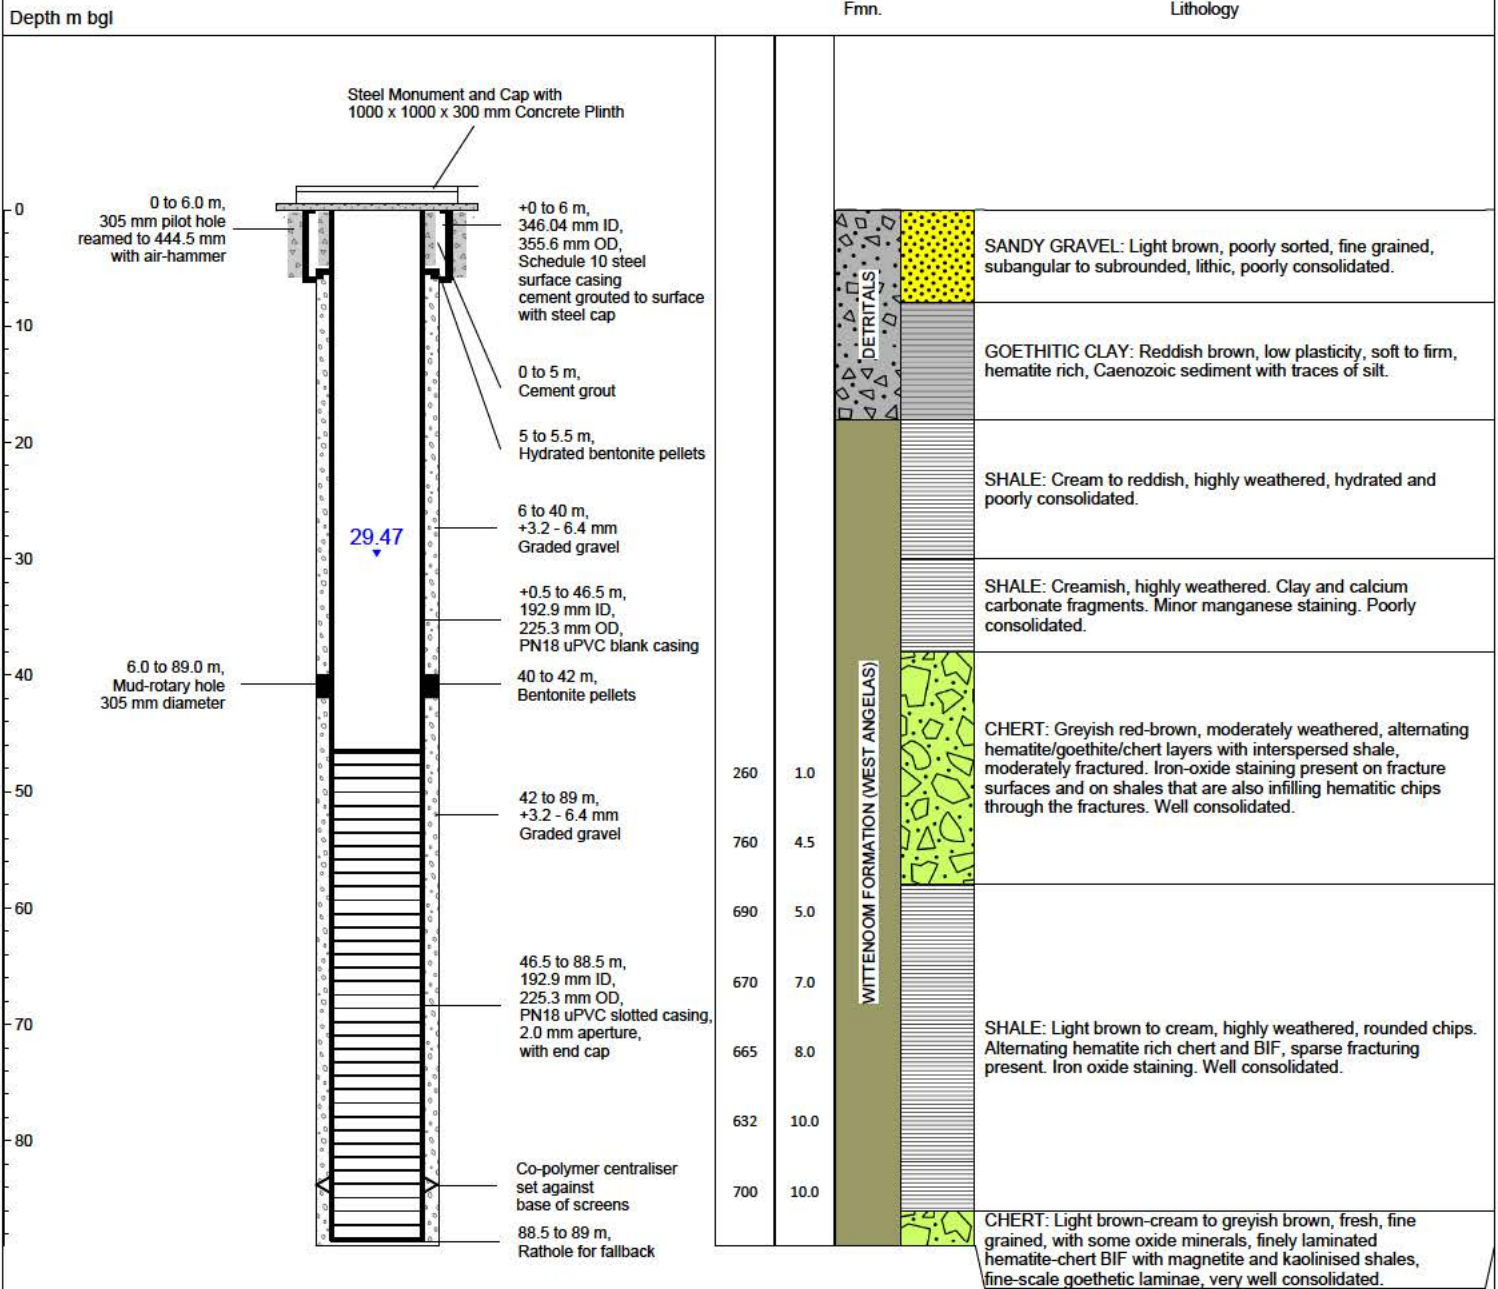 Depth m bgl
Fmn.
Lithology
Steel Monument and Cap with
1000 x 1000 x 300 mm Concrete Plinth
0 to 6.0 m,
305 mm pilot hole
reamed to 444.5 mm
with air-hammer
+0 to 6 m,
346.04 mm ID,
355.6 mm OD,
Schedule 10 steel
surface casing
cement grouted to surface
with steel cap
0 to 5 m,
Cement grout
5 to 5.5 m,
Hydrated bentonite pellets
6 to 40 m,
+3.2 - 6.4 mm
Graded gravel
29.47
+0.5 to 46.5 m,
192.9 mm ID,
225.3 mm OD,
PN18 uPVC blank casing
6.0 to 89.0 m,
Mud-rotary hole
305 mm diameter
40 to 42 m,
Bentonite pellets
42 to 89 m,
+3.2 - 6.4 mm
Graded gravel
46.5 to 88.5 m,
192.9 mm ID,
225.3 mm OD,
PN18 uPVC slotted casing,
2.0 mm aperture,
with end cap
Co-polymer centraliser
set against
base of screens
88.5 to 89 m,
Rathole for fallback
0
10
20
30
40
50
60
70
80
260 1.0
760 4.5
690 5.0
670 7.0
665 8.0
632 10.0
700 10.0
DETRITALS
WITTENOOM FORMATION (WEST ANGELAS)
SANDY GRAVEL: Light brown, poorly sorted, fine grained,
subangular to subrounded, lithic, poorly consolidated.
GOETHITIC CLAY: Reddish brown, low plasticity, soft to firm,
hematite rich, Caenozoic sediment with traces of silt.
SHALE: Cream to reddish, highly weathered, hydrated and
poorly consolidated.
SHALE: Creamish, highly weathered. Clay and calcium
carbonate fragments. Minor manganese staining. Poorly
consolidated.
CHERT: Greyish red-brown, moderately weathered, alternating
hematite/goethite/chert layers with interspersed shale,
moderately fractured. Iron-oxide staining present on fracture
surfaces and on shales that are also infilling hematitic chips
through the fractures. Well consolidated.
SHALE: Light brown to cream, highly weathered, rounded chips.
Alternating hematite rich chert and BIF, sparse fracturing
present. Iron oxide staining. Well consolidated.
CHERT: Light brown-cream to greyish brown, fresh, fine
grained, with some oxide minerals, finely laminated
hematite-chert BIF with magnetite and kaolinised shales,
fine-scale goethetic laminae, very well consolidated.